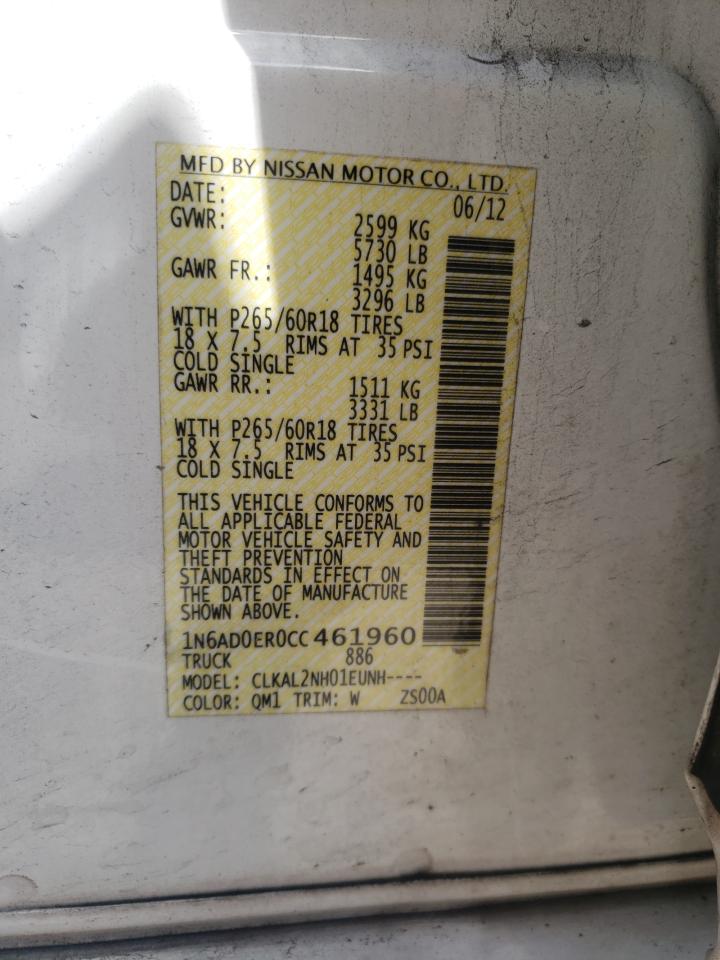 MFD BY NISSAN MOTOR CO., LTD.
DATE: 06/12
GVWR: 2599 KG
5730 LB
GAWR FR.: 1495 KG
3296 LB
WITH P265/60R18 TIRES
18 X 7.5 RIMS AT 35 PSI
COLD SINGLE
GAWR RR.: 1511 KG
3331 LB
WITH P265/60R18 TIRES
18 X 7.5 RIMS AT 35 PSI
COLD SINGLE
THIS VEHICLE CONFORMS TO
ALL APPLICABLE FEDERAL
MOTOR VEHICLE SAFETY AND
THEFT PREVENTION
STANDARDS IN EFFECT ON
THE DATE OF MANUFACTURE
SHOWN ABOVE.
1N6AD0ER0CC 461960
TRUCK 886
MODEL: CLKAL2NH01EUNH----
COLOR: QM1 TRIM: W ZS00A